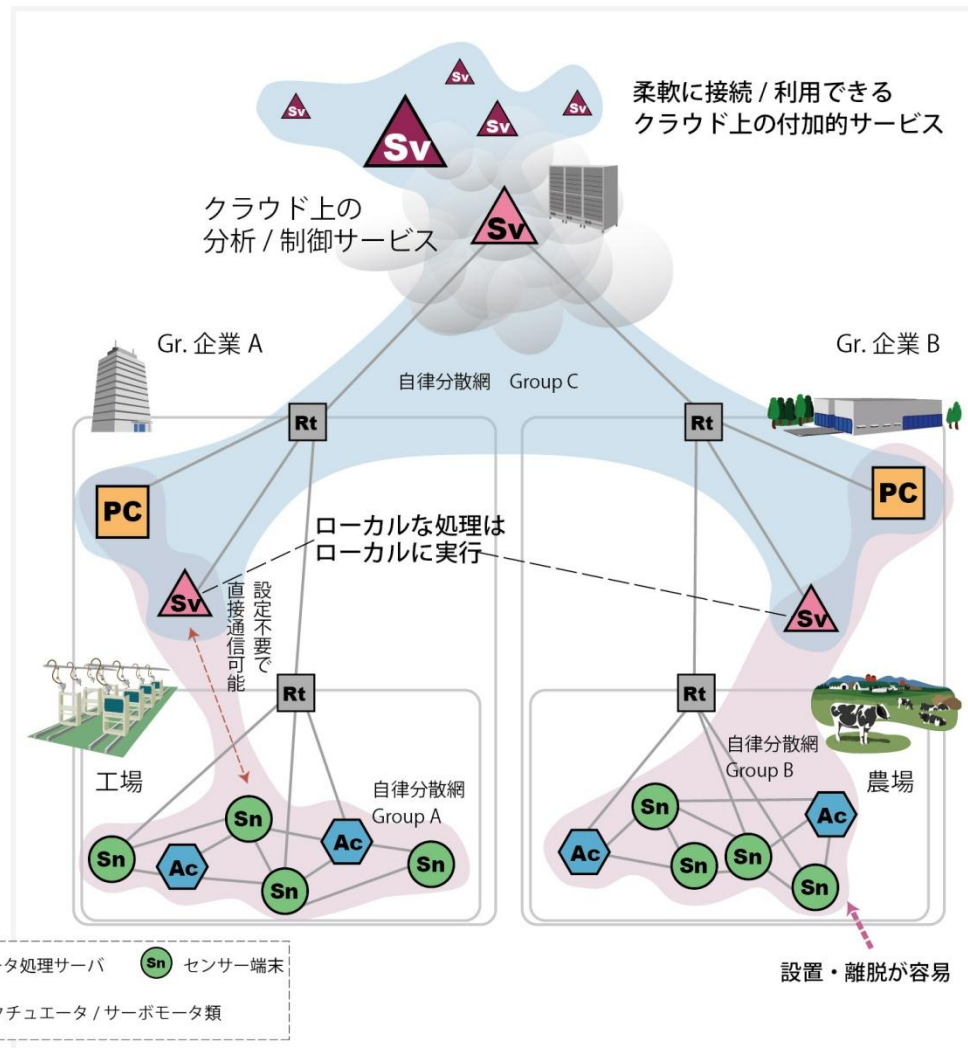 Sv
Sv
Sv
Sv
Sv
柔軟に接続 / 利用できる
クラウド上の付加的サービス
クラウド上の
分析 / 制御サービス
Sv
Gr. 企業 A
Gr. 企業 B
自律分散網 Group C
Rt
Rt
PC
PC
ローカルな処理は
ローカルに実行
Sv
Sv
設定不要で
直接通信可能
Rt
Rt
工場
農場
自律分散網
Group A
自律分散網
Group B
Sn
Sn
Ac
Sn
Ac
Sn
Ac
Sn
Sn
Sn
Ac
Sn
設置・離脱が容易
タ処理サーバ
Sn センサー端末
チュエータ / サーボモータ類